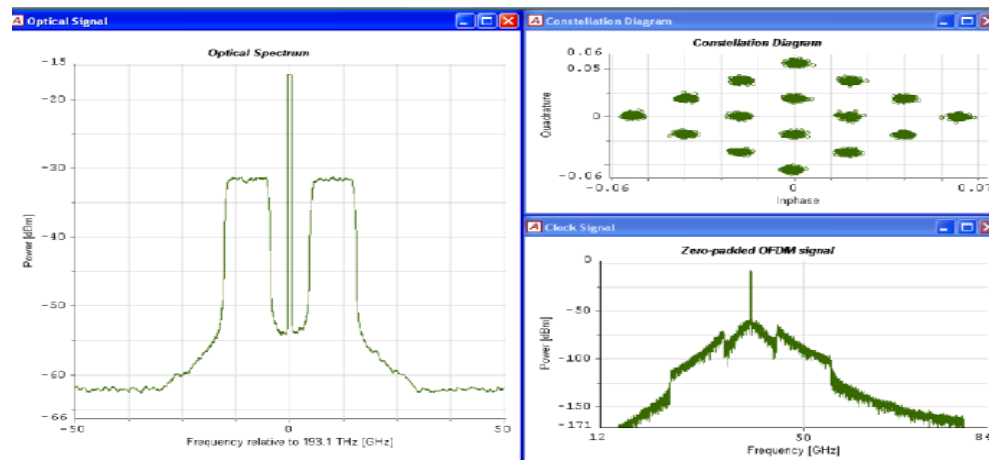 Optical Signal
Optical Spectrum
-15
-20
-30
-40
-50
-60
-66
-50
0
50
Power [dBm]
Frequency relative to 193.1 THz [GHz]
Constellation Diagram
Constellation Diagram
0.06
0.05
0
-0.06
-0.06
0
0.07
Quadrature
Inphase
Clock Signal
Zero-padded OFDM signal
0
-50
-100
-150
-171
12
50
84
Power [dBm]
Frequency [GHz]